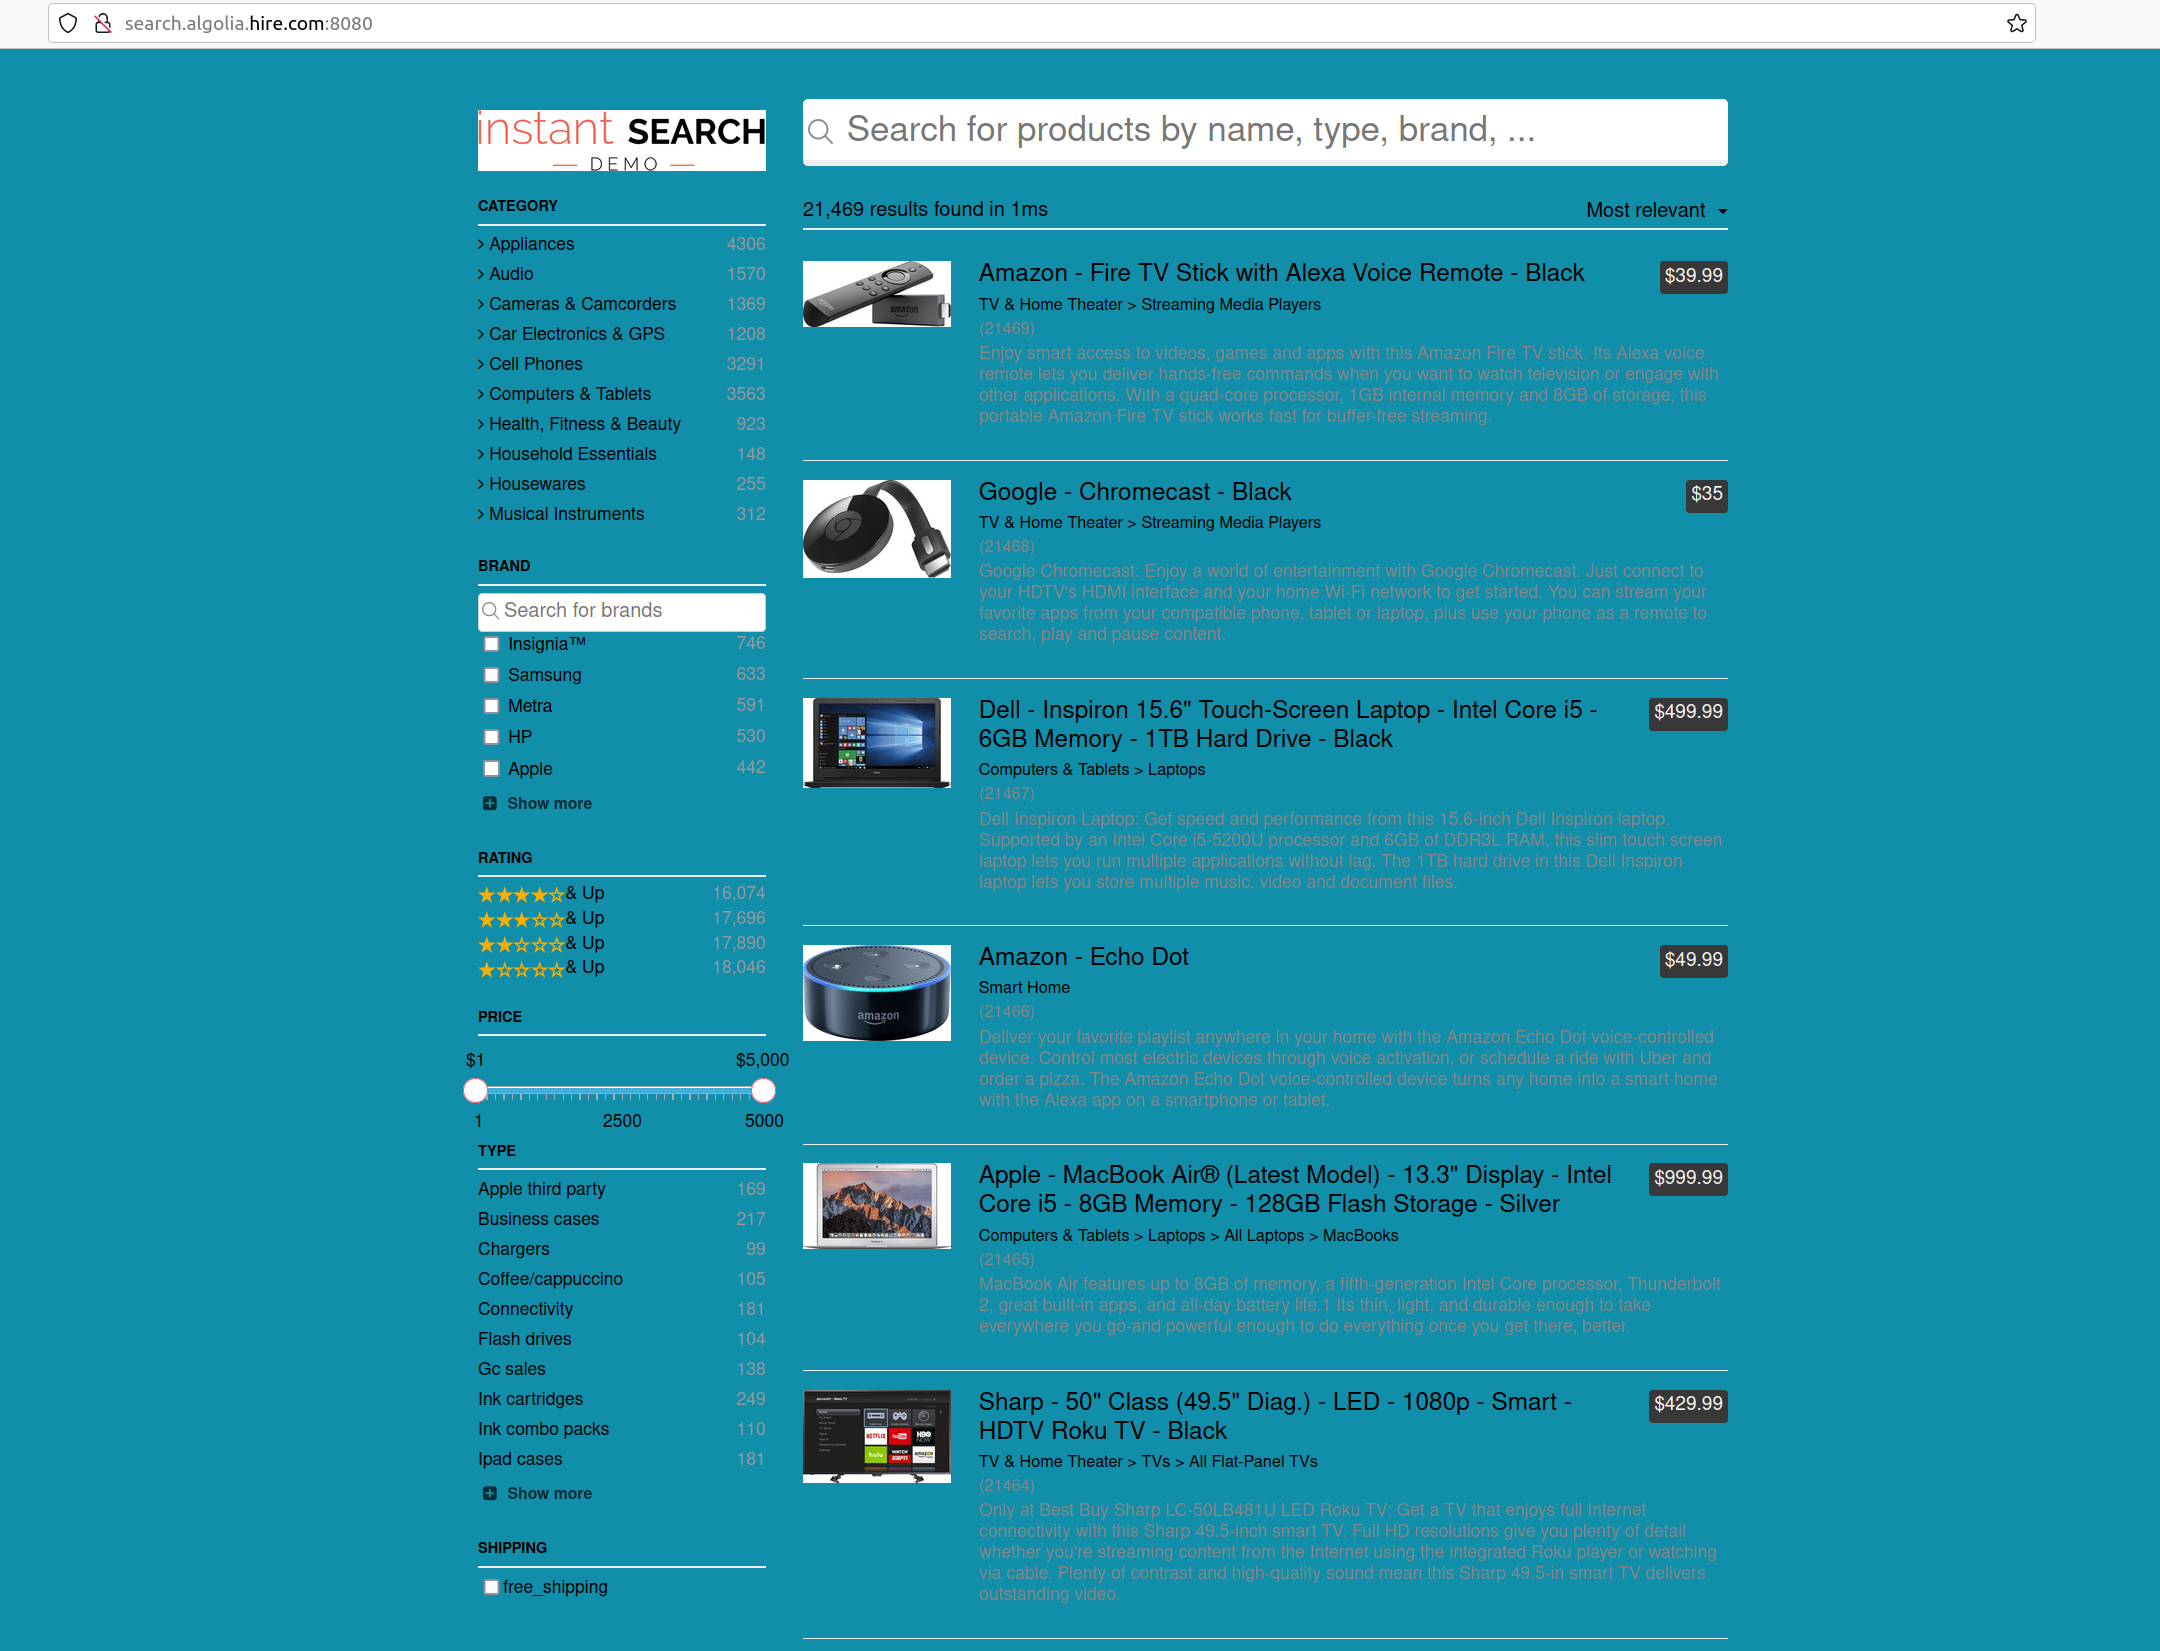 search.algolia.hire.com:8080
instant SEARCH
DEMO
Search for products by name, type, brand, ...
21,469 results found in 1ms
Most relevant
CATEGORY
Appliances 4306
Audio 1570
Cameras & Camcorders 1369
Car Electronics & GPS 1208
Cell Phones 3291
Computers & Tablets 3563
Health, Fitness & Beauty 923
Household Essentials 148
Housewares 255
Musical Instruments 312
BRAND
Search for brands
Insignia™ 746
Samsung 633
Metra 591
HP 530
Apple 442
Show more
RATING
& Up 16,074
& Up 17,696
& Up 17,890
& Up 18,046
PRICE
$1 $5,000
1 2500 5000
TYPE
Apple third party 169
Business cases 217
Chargers 99
Coffee/cappuccino 105
Connectivity 181
Flash drives 104
Gc sales 138
Ink cartridges 249
Ink combo packs 110
Ipad cases 181
Show more
SHIPPING
free_shipping
amazon
Amazon - Fire TV Stick with Alexa Voice Remote - Black
$39.99
TV & Home Theater > Streaming Media Players
(21469)
Enjoy smart access to videos, games and apps with this Amazon Fire TV stick. Its Alexa voice
remote lets you deliver hands-free commands when you want to watch television or engage with
other applications. With a quad-core processor, 1GB internal memory and 8GB of storage, this
portable Amazon Fire TV stick works fast for buffer-free streaming.
Google - Chromecast - Black
$35
TV & Home Theater > Streaming Media Players
(21468)
Google Chromecast: Enjoy a world of entertainment with Google Chromecast. Just connect to
your HDTV's HDMI interface and your home Wi-Fi network to get started. You can stream your
favorite apps from your compatible phone, tablet or laptop, plus use your phone as a remote to
search, play and pause content.
Dell - Inspiron 15.6" Touch-Screen Laptop - Intel Core i5 -
6GB Memory - 1TB Hard Drive - Black
$499.99
Computers & Tablets > Laptops
(21467)
Dell Inspiron Laptop: Get speed and performance from this 15.6-inch Dell Inspiron laptop.
Supported by an Intel Core i5-5200U processor and 6GB of DDR3L RAM, this slim touch screen
laptop lets you run multiple applications without lag. The 1TB hard drive in this Dell Inspiron
laptop lets you store multiple music, video and document files.
amazon
Amazon - Echo Dot
$49.99
Smart Home
(21466)
Deliver your favorite playlist anywhere in your home with the Amazon Echo Dot voice-controlled
device. Control most electric devices through voice activation, or schedule a ride with Uber and
order a pizza. The Amazon Echo Dot voice-controlled device turns any home into a smart home
with the Alexa app on a smartphone or tablet.
Apple - MacBook Air® (Latest Model) - 13.3" Display - Intel
Core i5 - 8GB Memory - 128GB Flash Storage - Silver
$999.99
Computers & Tablets > Laptops > All Laptops > MacBooks
(21465)
MacBook Air features up to 8GB of memory, a fifth-generation Intel Core processor, Thunderbolt
2, great built-in apps, and all-day battery life.1 Its thin, light, and durable enough to take
everywhere you go-and powerful enough to do everything once you get there, better.
NETFLIX YouTube HBO NOW
hulu WATCH ESPN amazon
Sharp - 50" Class (49.5" Diag.) - LED - 1080p - Smart -
HDTV Roku TV - Black
$429.99
TV & Home Theater > TVs > All Flat-Panel TVs
(21464)
Only at Best Buy Sharp LC-50LB481U LED Roku TV: Get a TV that enjoys full Internet
connectivity with this Sharp 49.5-inch smart TV. Full HD resolutions give you plenty of detail
whether you're streaming content from the Internet using the integrated Roku player or watching
via cable. Plenty of contrast and high-quality sound mean this Sharp 49.5-in smart TV delivers
outstanding video.